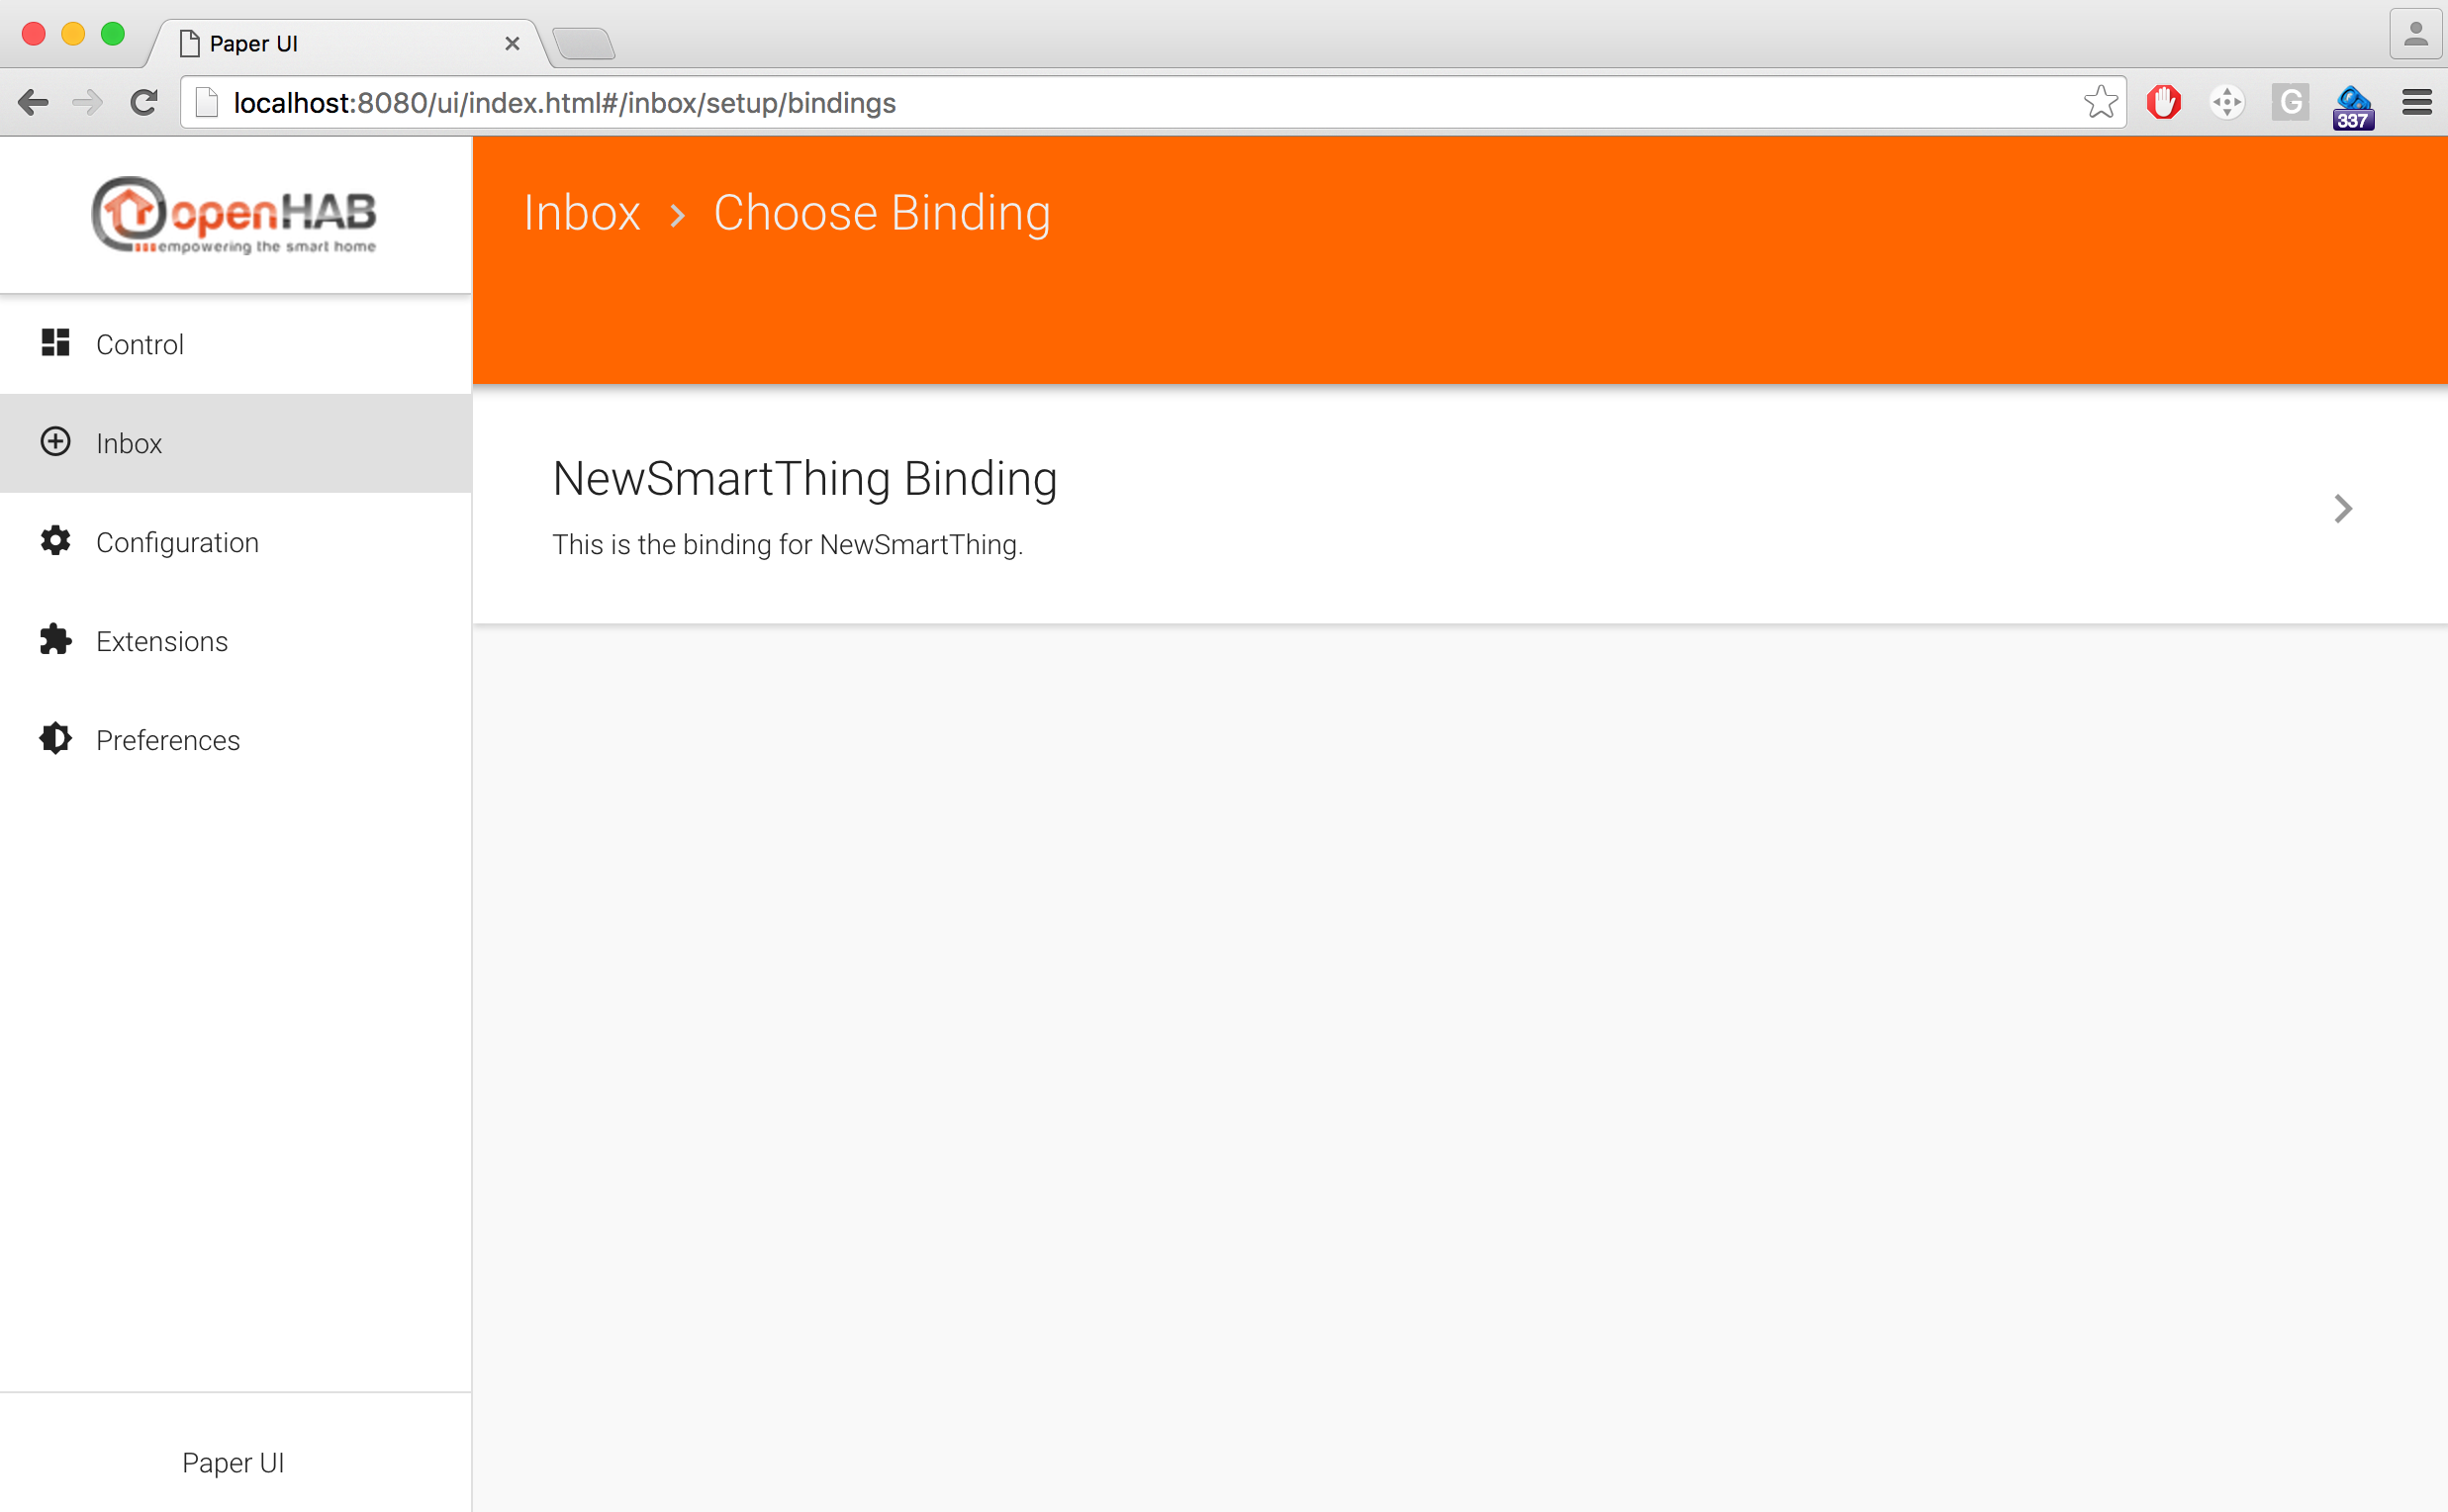 Paper UI
localhost:8080/ui/index.html#/inbox/setup/bindings
G
337
openHAB
empowering the smart home
Inbox > Choose Binding
Control
Inbox
Configuration
Extensions
Preferences
NewSmartThing Binding
This is the binding for NewSmartThing.
Paper UI